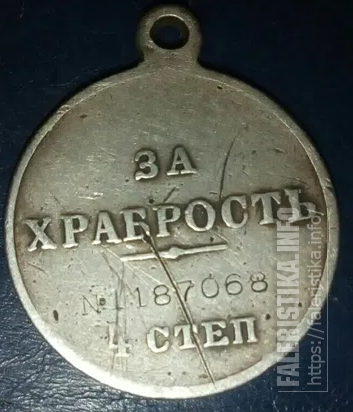 ЗА
ХРАБРОСТЬ
№ 1187068
4 СТЕП
FALERISTIKA.INFO
https://faleristika.info